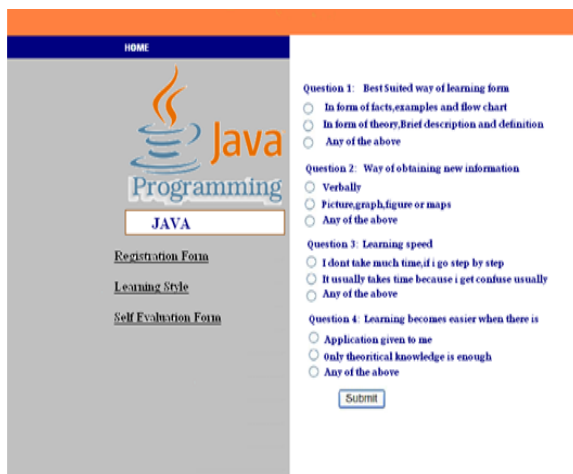 HOME
Java
Programming
JAVA
Registration Form
Learning Style
Self Evaluation Form
Question 1: Best Suited way of learning form
In form of facts,examples and flow chart
In form of theory,Brief description and definition
Any of the above
Question 2: Way of obtaining new information
Verbally
Picture,graph,figure or maps
Any of the above
Question 3: Learning speed
I dont take much time,if i go step by step
It usually takes time because i get confuse usually
Any of the above
Question 4: Learning becomes easier when there is
Application given to me
Only theoritical knowledge is enough
Any of the above
Submit